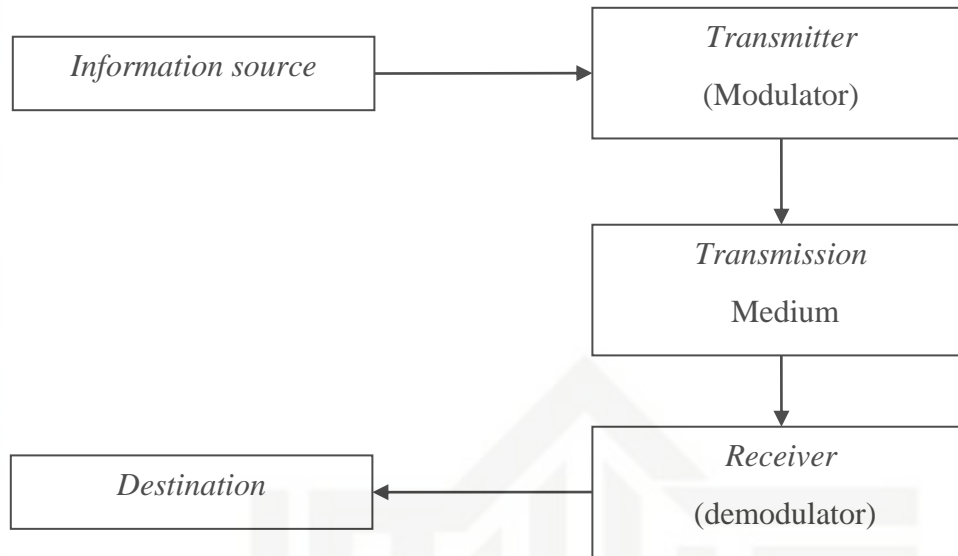 Information source
Transmitter
(Modulator)
Transmission
Medium
Receiver
(demodulator)
Destination